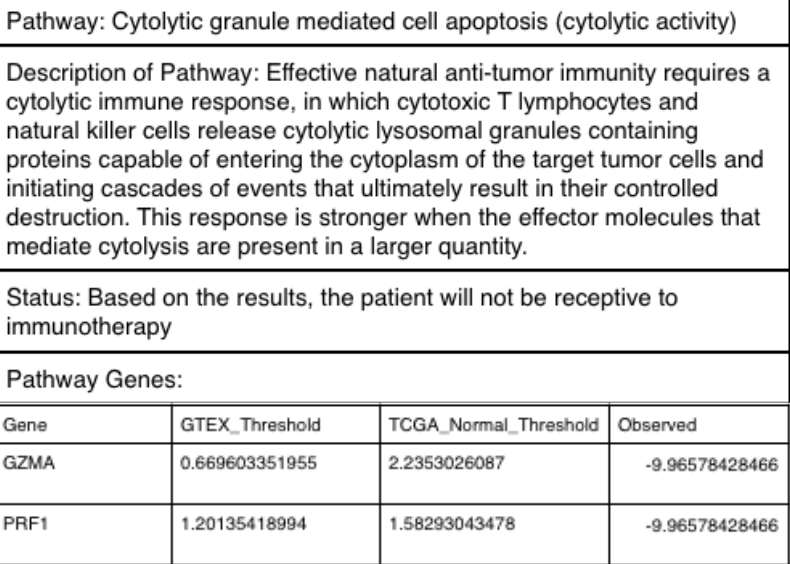 Pathway: Cytolytic granule mediated cell apoptosis (cytolytic activity)
Description of Pathway: Effective natural anti-tumor immunity requires a
cytolytic immune response, in which cytotoxic T lymphocytes and
natural killer cells release cytolytic lysosomal granules containing
proteins capable of entering the cytoplasm of the target tumor cells and
initiating cascades of events that ultimately result in their controlled
destruction. This response is stronger when the effector molecules that
mediate cytolysis are present in a larger quantity.
Status: Based on the results, the patient will not be receptive to
immunotherapy
Pathway Genes:
Gene GTEX_Threshold TCGA_Normal_Threshold Observed
GZMA 0.669603351955 2.2353026087 -9.96578428466
PRF1 1.20135418994 1.58293043478 -9.96578428466